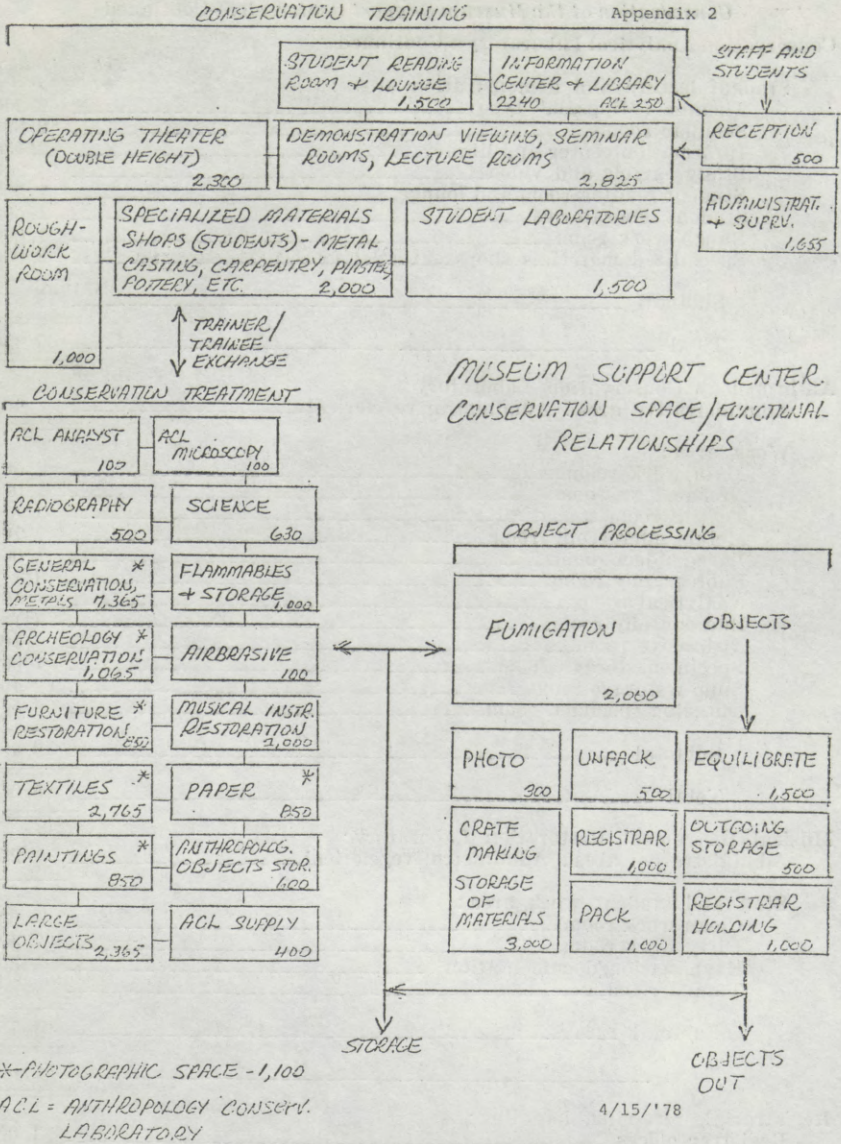 CONSERVATION TRAINING
Appendix 2
STAFF AND
STUDENTS
STUDENT READING
ROOM + LOUNGE
1,500
INFORMATION
CENTER + LIBRARY
2240 ACL 250
RECEPTION
500
OPERATING THEATER
(DOUBLE HEIGHT)
2,300
DEMONSTRATION VIEWING, SEMINAR
ROOMS, LECTURE ROOMS
2,825
ADMINISTRAT.
+ SUPRV.
1,655
ROUGH-
WORK
ROOM
1,000
SPECIALIZED MATERIALS
SHOPS (STUDENTS) - METAL
CASTING, CARPENTRY, PLASTER,
POTTERY, ETC. 2,000
STUDENT LABORATORIES
1,500
TRAINER/
TRAINEE
EXCHANGE
MUSEUM SUPPORT CENTER
CONSERVATION SPACE/FUNCTIONAL
RELATIONSHIPS
CONSERVATION TREATMENT
ACL ANALYST
100
ACL
MICROSCOPY
100
RADIOGRAPHY
500
SCIENCE
630
GENERAL *
CONSERVATION,
METALS 7,365
FLAMMABLES
+ STORAGE
1,000
ARCHEOLOGY *
CONSERVATION
1,065
AIRBRASIVE
100
FURNITURE *
RESTORATION
850
MUSICAL INSTR.
RESTORATION
TEXTILES *
2,765
PAPER *
850
PAINTINGS *
850
ANTHROPOLOG.
OBJECTS STOR.
600
LARGE
OBJECTS 2,365
ACL SUPPLY
400
OBJECT PROCESSING
FUMIGATION
2,000
OBJECTS
PHOTO
300
UNPACK
500
EQUILIBRATE
1,500
CRATE
MAKING
STORAGE
OF
MATERIALS
3,000
REGISTRAR
1,000
OUTGOING
STORAGE
500
PACK
1,000
REGISTRAR
HOLDING
1,000
STORAGE
OBJECTS
OUT
*-PHOTOGRAPHIC SPACE - 1,100
ACL = ANTHROPOLOGY CONSERV.
LABORATORY
4/15/'78